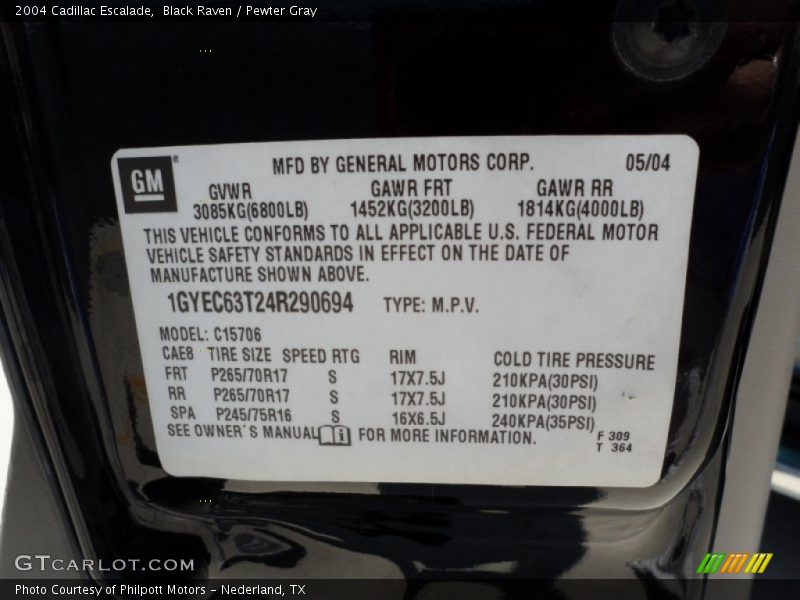 2004 Cadillac Escalade, Black Raven / Pewter Gray
GM®
MFD BY GENERAL MOTORS CORP. 05/04
GVWR GAWR FRT GAWR RR
3085KG(6800LB) 1452KG(3200LB) 1814KG(4000LB)
THIS VEHICLE CONFORMS TO ALL APPLICABLE U.S. FEDERAL MOTOR
VEHICLE SAFETY STANDARDS IN EFFECT ON THE DATE OF
MANUFACTURE SHOWN ABOVE.
1GYEC63T24R290694 TYPE: M.P.V.
MODEL: C15706
CAE8 TIRE SIZE SPEED RTG RIM COLD TIRE PRESSURE
FRT P265/70R17 S 17X7.5J 210KPA(30PSI)
RR P265/70R17 S 17X7.5J 210KPA(30PSI)
SPA P245/75R16 S 16X6.5J 240KPA(35PSI)
SEE OWNER'S MANUAL i FOR MORE INFORMATION.
F 309
T 364
GTCARLOT.COM
Photo Courtesy of Philpott Motors - Nederland, TX